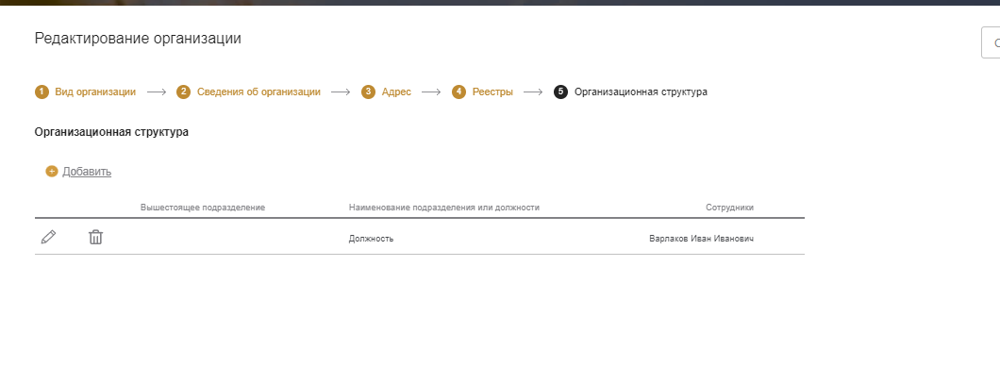 Редактирование организации
1 Вид организации 2 Сведения об организации 3 Адрес 4 Реестры 5 Организационная структура
Организационная структура
Добавить
Вышестоящее подразделение Наименование подразделения или должности Сотрудники
Должность Варлаков Иван Иванович